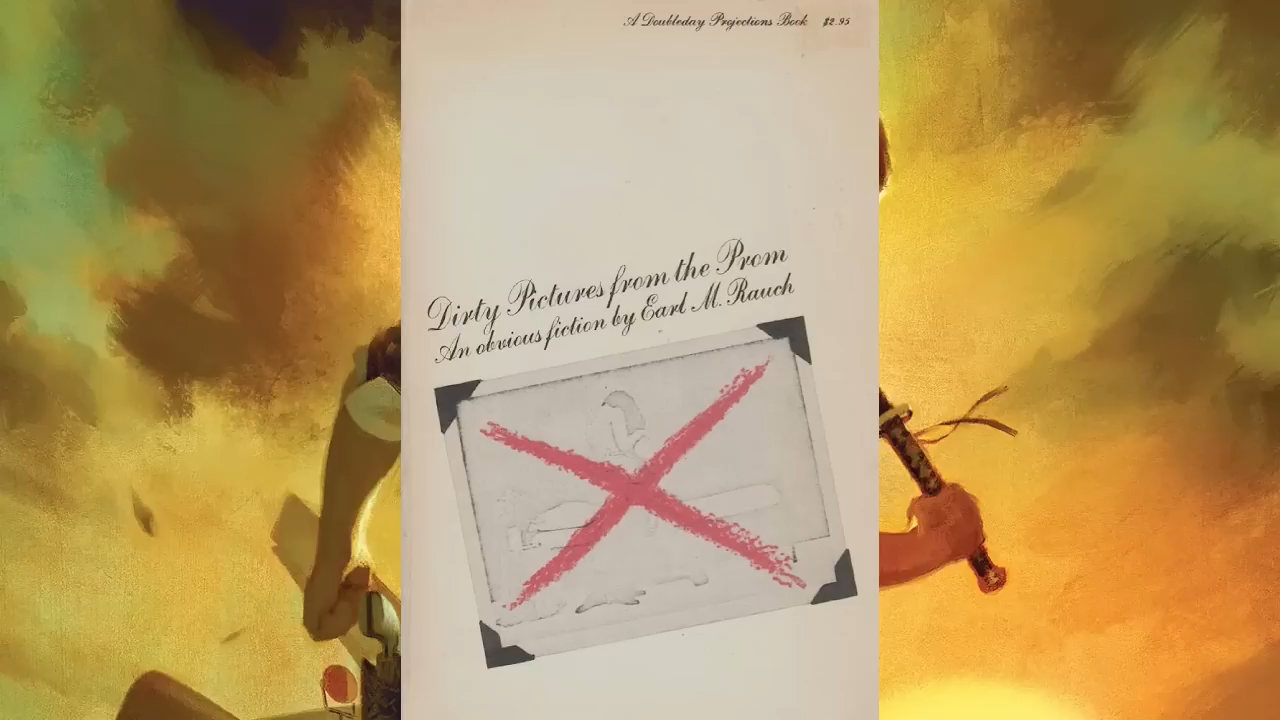 A Doubleday Projections Book $2.95
Dirty Pictures from the Prom
An obvious fiction by Earl M. Rauch